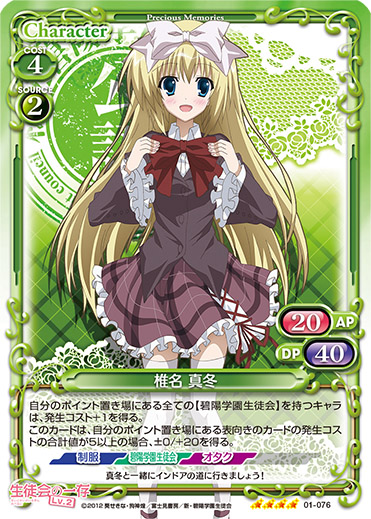 Precious Memories
Character
COST
4
SOURCE
2
20 AP
DP 40
椎名 真冬
自分のポイント置き場にある全ての【碧陽学園生徒会】を持つキャラ
は、発生コスト+1を得る。
このカードは、自分のポイント置き場にある表向きのカードの発生コス
トの合計値が5以上の場合、±0/+20を得る。
制服 碧陽学園生徒会 オタク
真冬と一緒にインドアの道に行きましょう！
生徒会の一存 Lv.2
©2012 葵せきな・狗神煌/富士見書房/新・碧陽学園生徒会
★★★★ 01-076